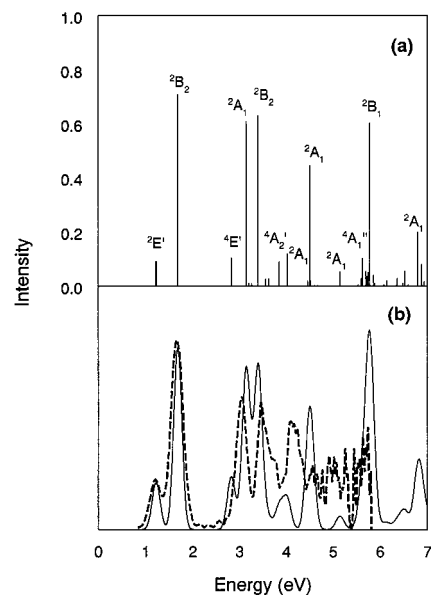 1.0
(a)
0.8
²B₂
²B₂
²A₁
²B₁
0.6
²A₁
0.4
²E'
⁴E'
⁴A₂'
²A₁
²A₁
⁴A₁''
²A₁
0.2
0.0
Intensity
(b)
0 1 2 3 4 5 6 7
Energy (eV)